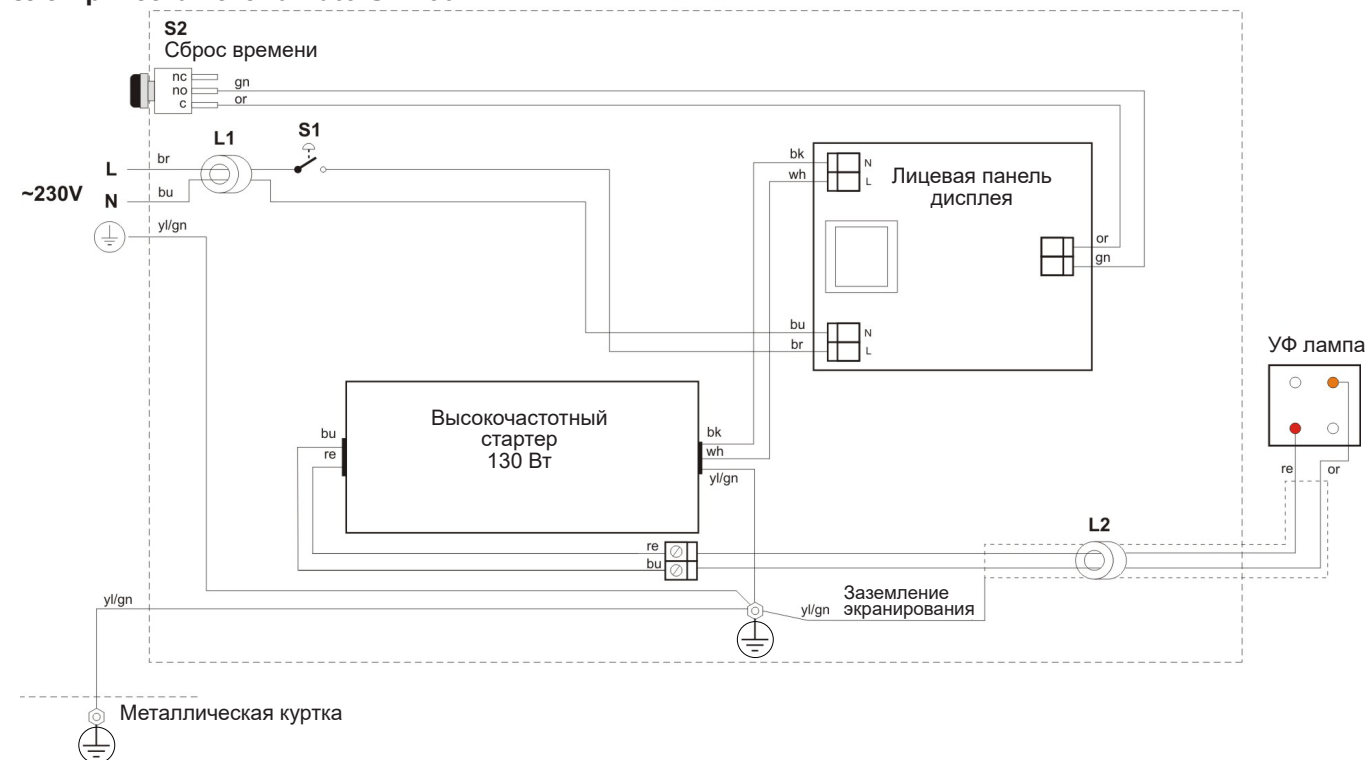 S2
Сброс времени
nc
no
c
gn
or
L1
S1
L
br
~230V
N
bu
yl/gn
bk
N
wh
L
Лицевая панель
дисплея
or
gn
bu
N
br
L
УФ лампа
re
or
Высокочастотный
стартер
130 Вт
bu
re
bk
wh
yl/gn
re
bu
L2
yl/gn
Заземление
экранирования
yl/gn
Металлическая куртка